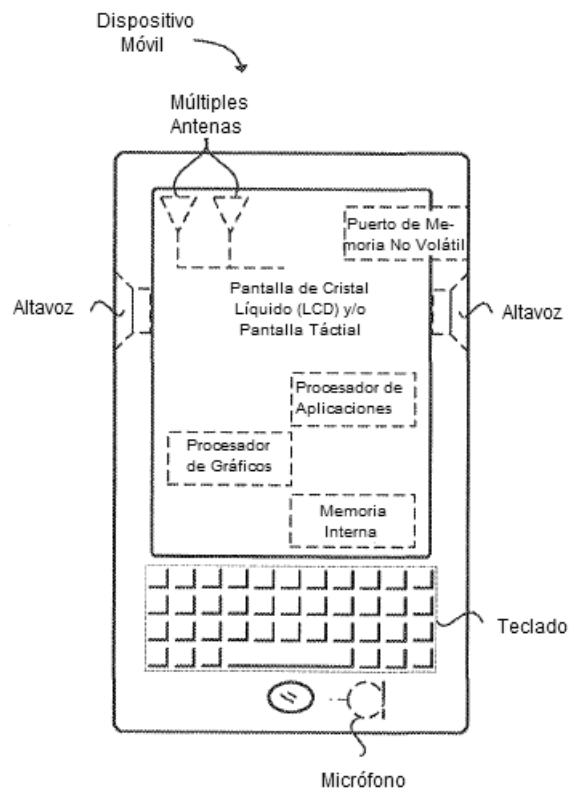 Dispositivo
Móvil
Múltiples
Antenas
Puerto de Me-
moria No Volátil
Pantalla de Cristal
Líquido (LCD) y/o
Pantalla Táctial
Altavoz
Altavoz
Procesador de
Aplicaciones
Procesador
de Gráficos
Memoria
Interna
Teclado
Micrófono